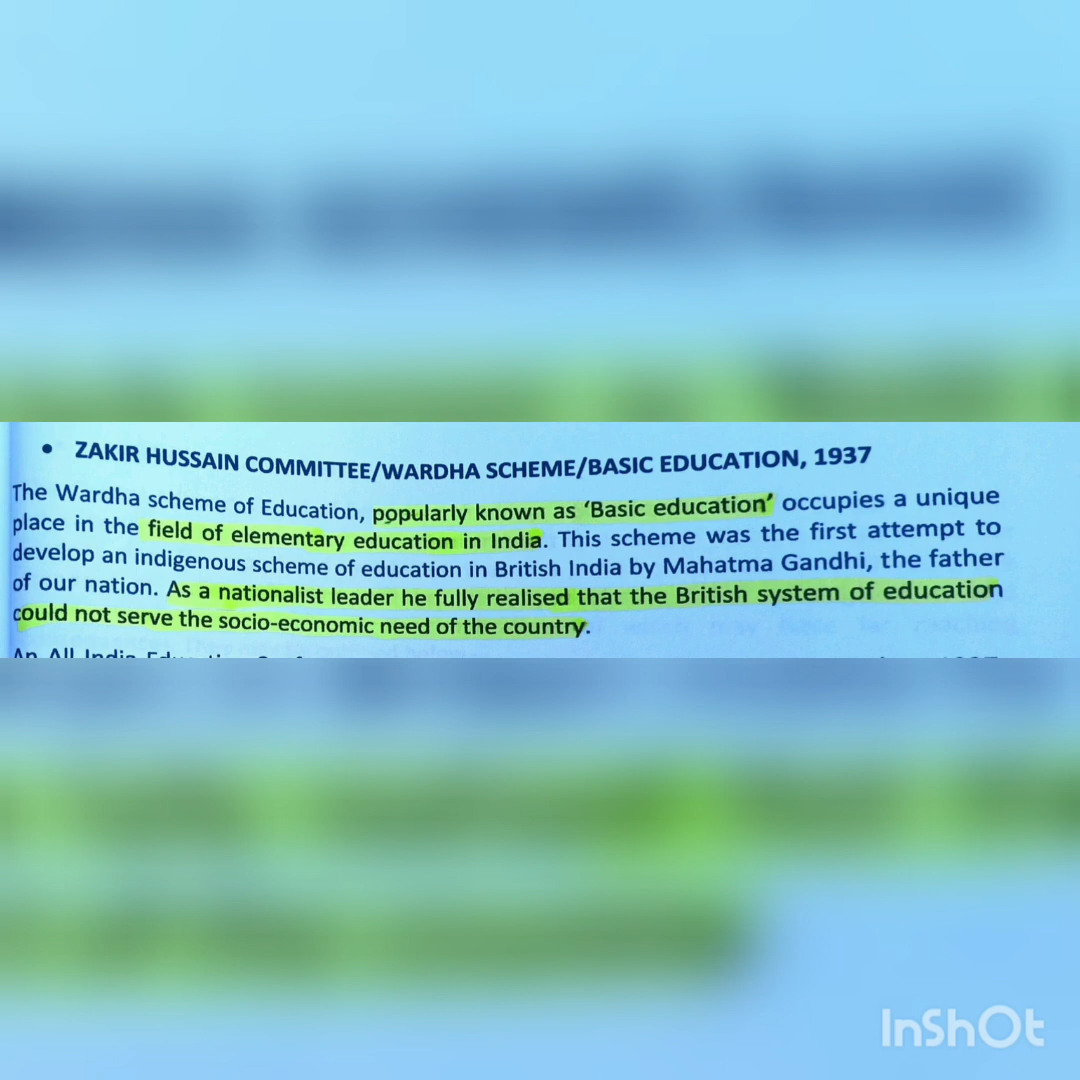 • ZAKIR HUSSAIN COMMITTEE/WARDHA SCHEME/BASIC EDUCATION, 1937
The Wardha scheme of Education, popularly known as ‘Basic education’ occupies a unique
place in the field of elementary education in India. This scheme was the first attempt to
develop an indigenous scheme of education in British India by Mahatma Gandhi, the father
of our nation. As a nationalist leader he fully realised that the British system of education
could not serve the socio-economic need of the country.
An All India
InShOt